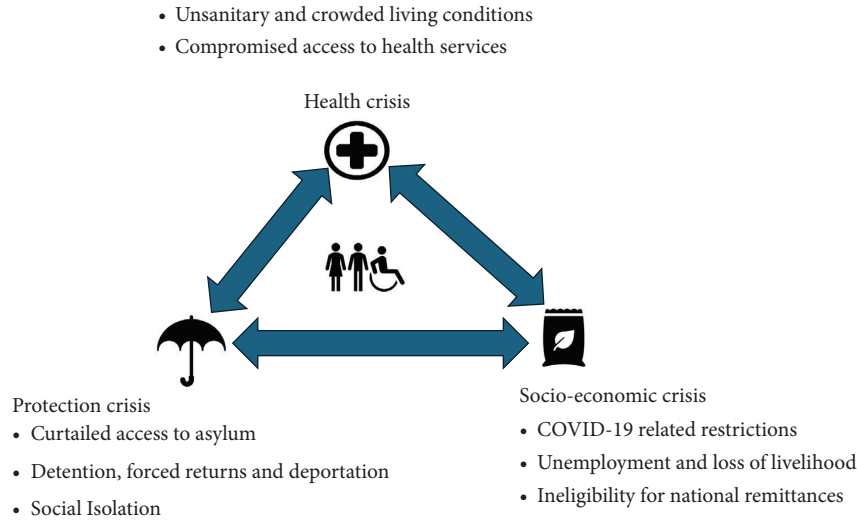 • Unsanitary and crowded living conditions
• Compromised access to health services
Health crisis
Protection crisis
• Curtailed access to asylum
• Detention, forced returns and deportation
• Social Isolation
Socio-economic crisis
• COVID-19 related restrictions
• Unemployment and loss of livelihood
• Ineligibility for national remittances